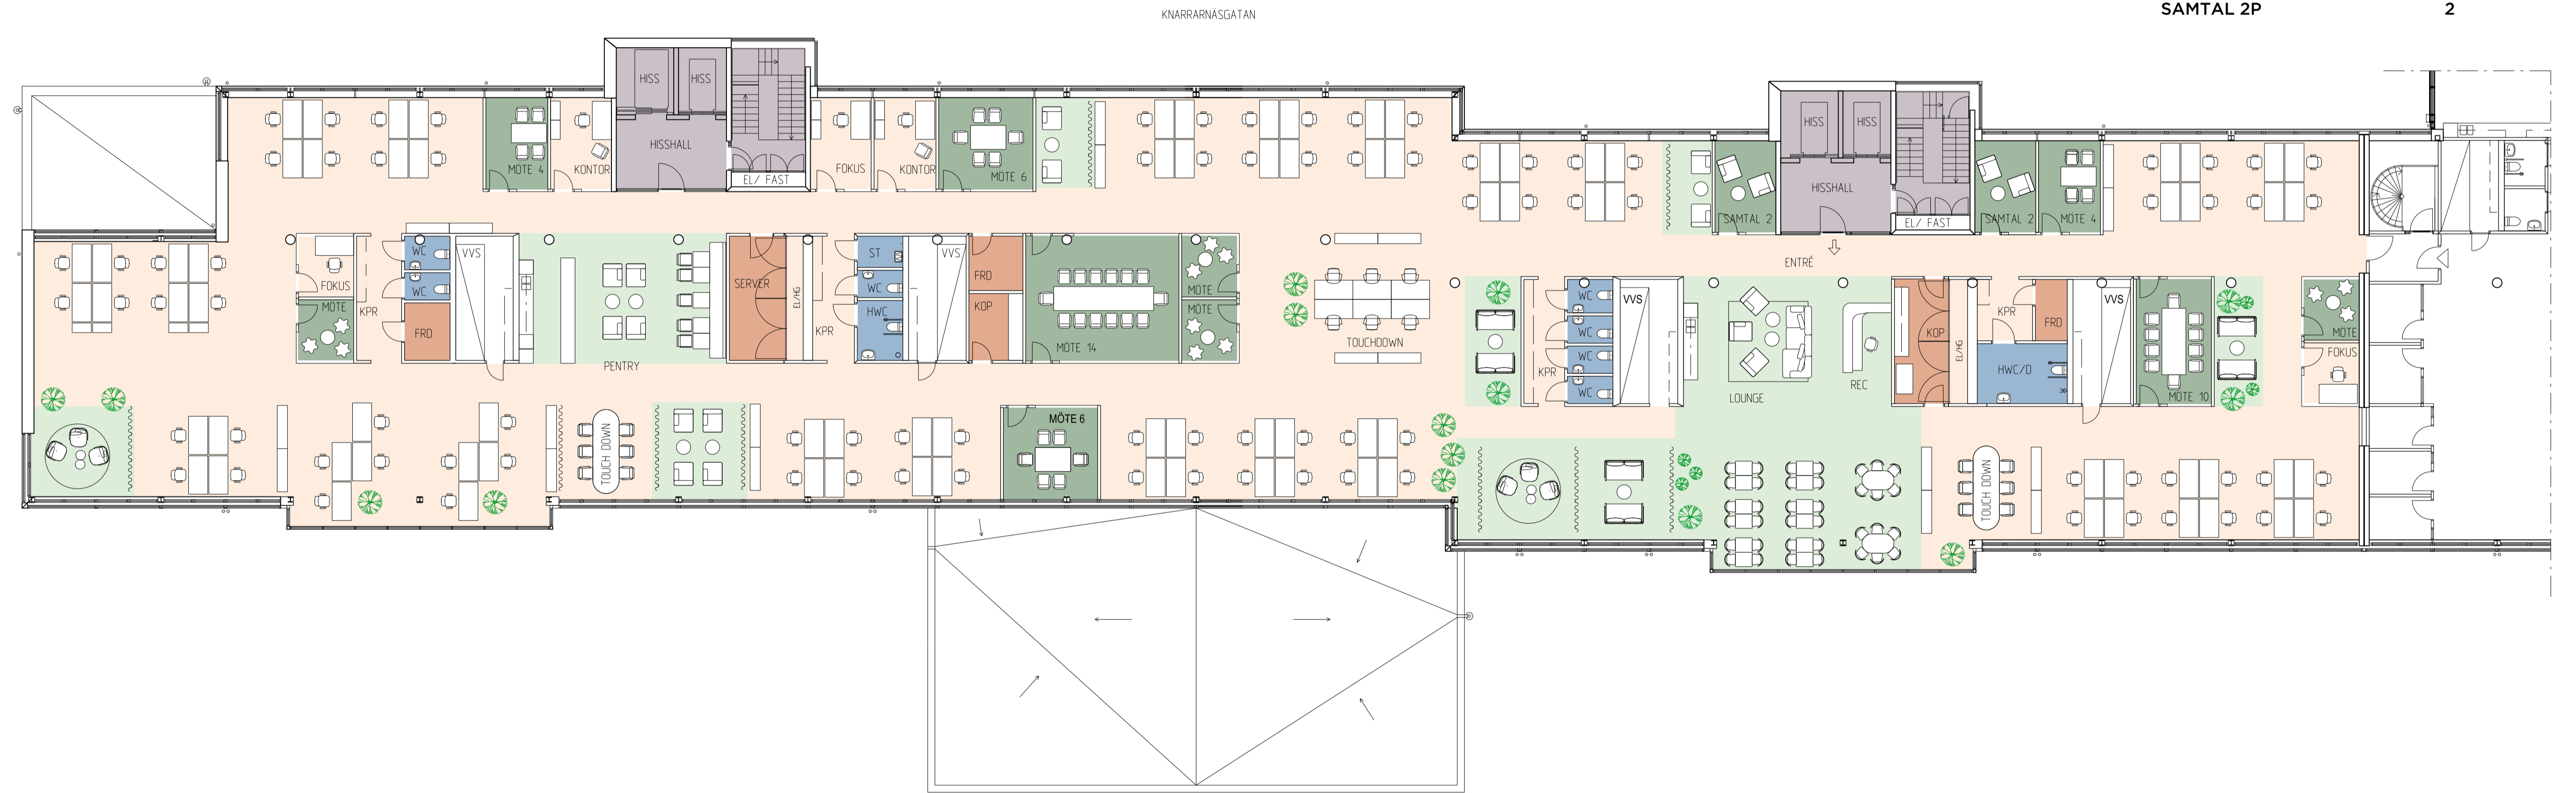 KNARRARNÄSGATAN
SAMTAL 2P 2
HISS HISS
HISSHALL
EL/ FAST
MÖTE 4
KONTOR
FOKUS
KONTOR
MÖTE 6
HISS HISS
HISSHALL
EL/ FAST
SAMTAL 2
SAMTAL 2
MÖTE 4
ENTRÉ
FOKUS
MÖTE
KPR
WC
WC
FRD
VVS
PENTRY
SERVER
EL/HG
KPR
ST
WC
HWC
VVS
FRD
KOP
MÖTE 14
MÖTE
MÖTE
TOUCHDOWN
KPR
WC
WC
WC
WC
VVS
LOUNGE
REC
KOP
EL/HG
KPR
FRD
HWC/D
VVS
MÖTE 10
MÖTE
FOKUS
TOUCH DOWN
MÖTE 6
TOUCH DOWN